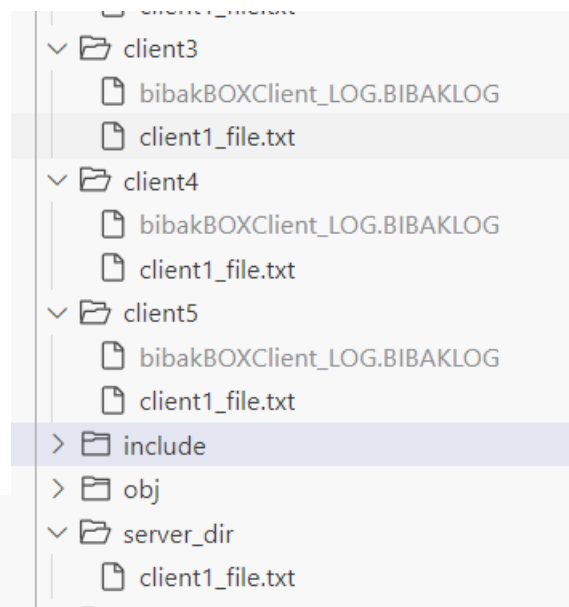 client3
bibakBOXClient_LOG.BIBAKLOG
client1_file.txt
client4
bibakBOXClient_LOG.BIBAKLOG
client1_file.txt
client5
bibakBOXClient_LOG.BIBAKLOG
client1_file.txt
include
obj
server_dir
client1_file.txt